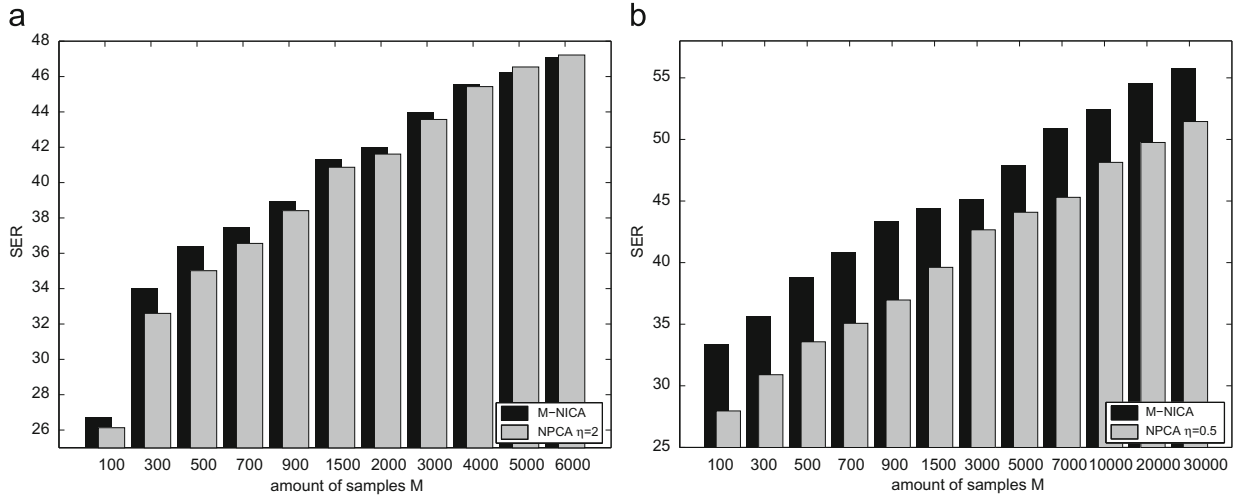 a
48
46
44
42
40
38
36
34
32
30
28
26
SER
M−NICA
NPCA η=2
100 300 500 700 900 1500 2000 3000 4000 5000 6000
amount of samples M
b
55
50
45
40
35
30
25
SER
M−NICA
NPCA η=0.5
100 300 500 700 900 1500 3000 5000 7000 10000 20000 30000
amount of samples M